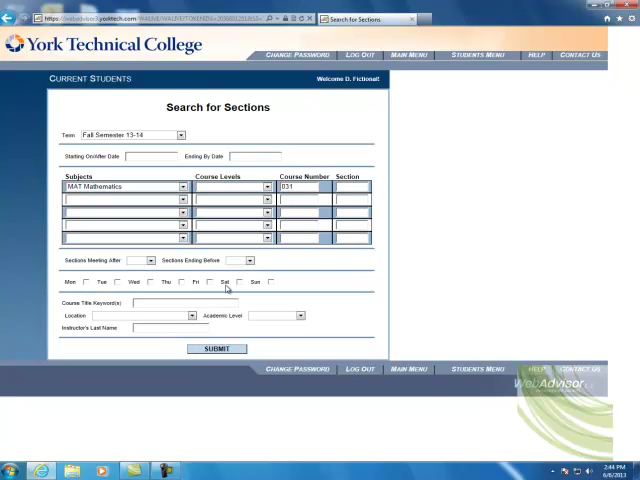 Search for Sections
York Technical College
CHANGE PASSWORD LOG OUT MAIN MENU STUDENTS MENU HELP CONTACT US
CURRENT STUDENTS Welcome D. Fictional!
Search for Sections
Term Fall Semester 13-14
Starting On/After Date Ending By Date
Subjects Course Levels Course Number Section
MAT Mathematics 031
Sections Meeting After Sections Ending Before
Mon Tue Wed Thu Fri Sat Sun
Course Title Keyword(s)
Location Academic Level
Instructor's Last Name
SUBMIT
CHANGE PASSWORD LOG OUT MAIN MENU STUDENTS MENU HELP CONTACT US
WebAdvisor
2:44 PM
6/6/2013